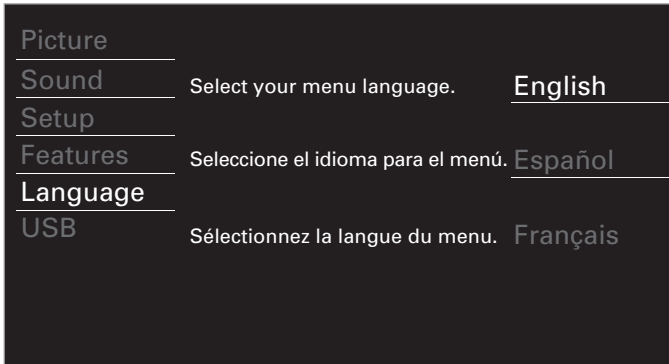 Picture
Sound
Setup
Features
Language
USB
Select your menu language. English
Seleccione el idioma para el menú. Español
Sélectionnez la langue du menu. Français